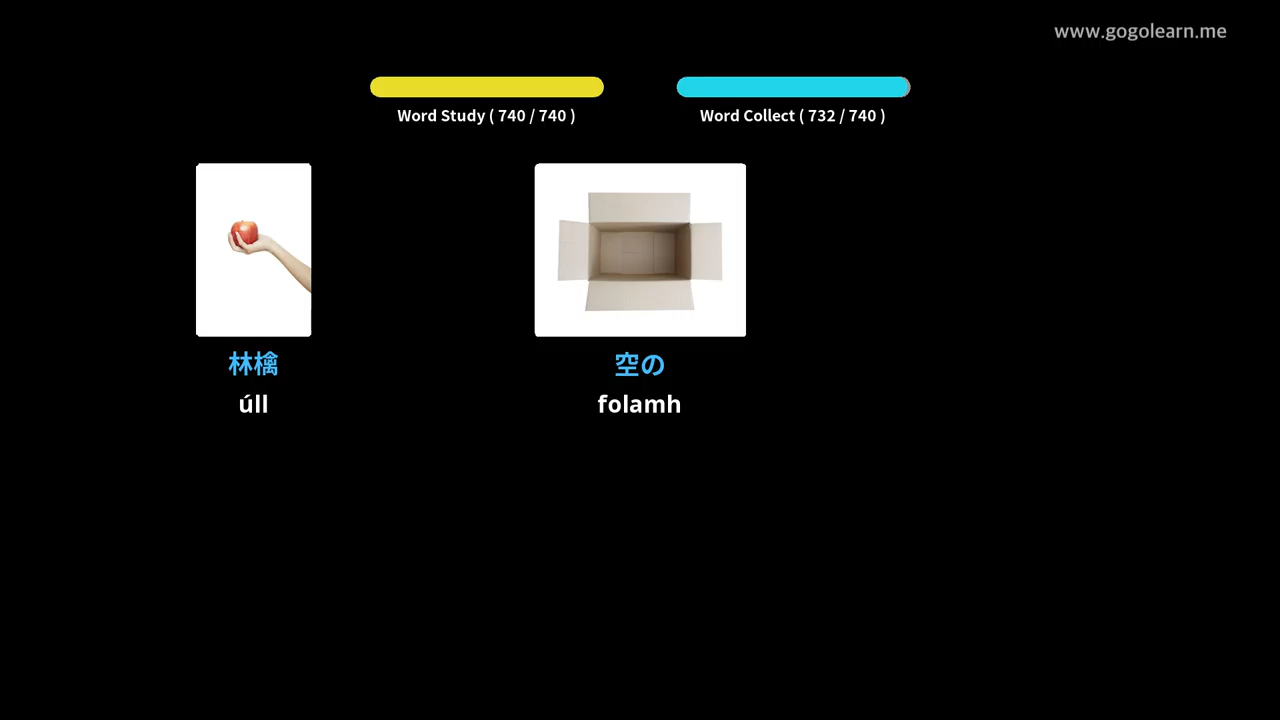 www.gogolearn.me
Word Study ( 740 / 740 )
Word Collect ( 732 / 740 )
林檎
úll
空の
folamh